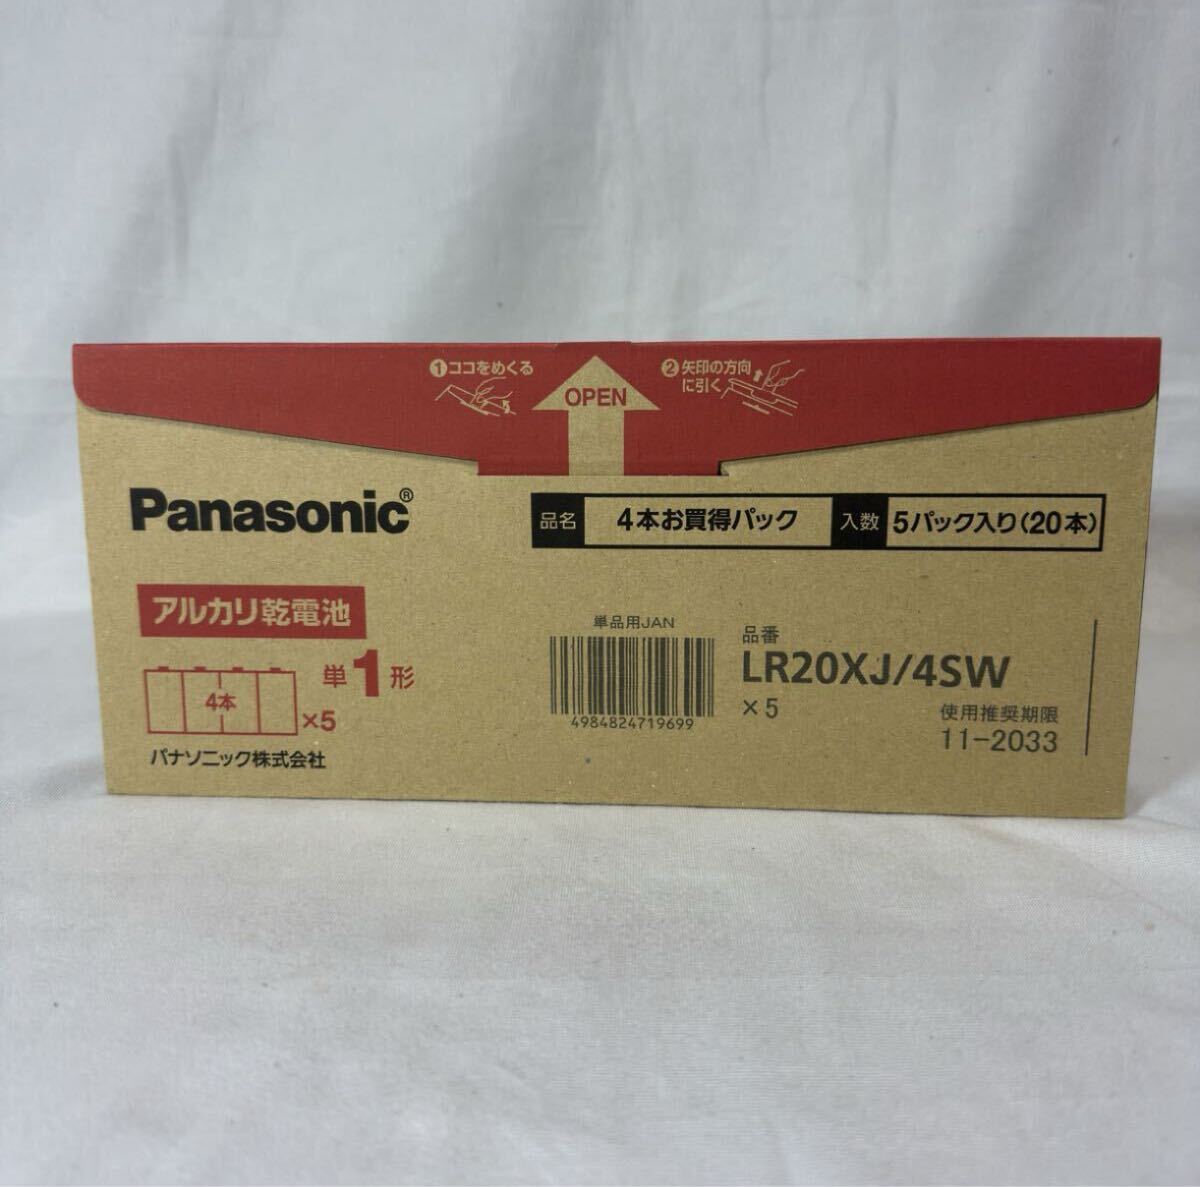 ①ココをめくる
OPEN
②矢印の方向
に引く
Panasonic®
品名 4本お買得パック 入数 5パック入り(20本)
アルカリ乾電池
単1形
4本 ×5
パナソニック株式会社
単品用JAN
4984824719699
品番
LR20XJ/4SW
×5
使用推奨期限
11-2033